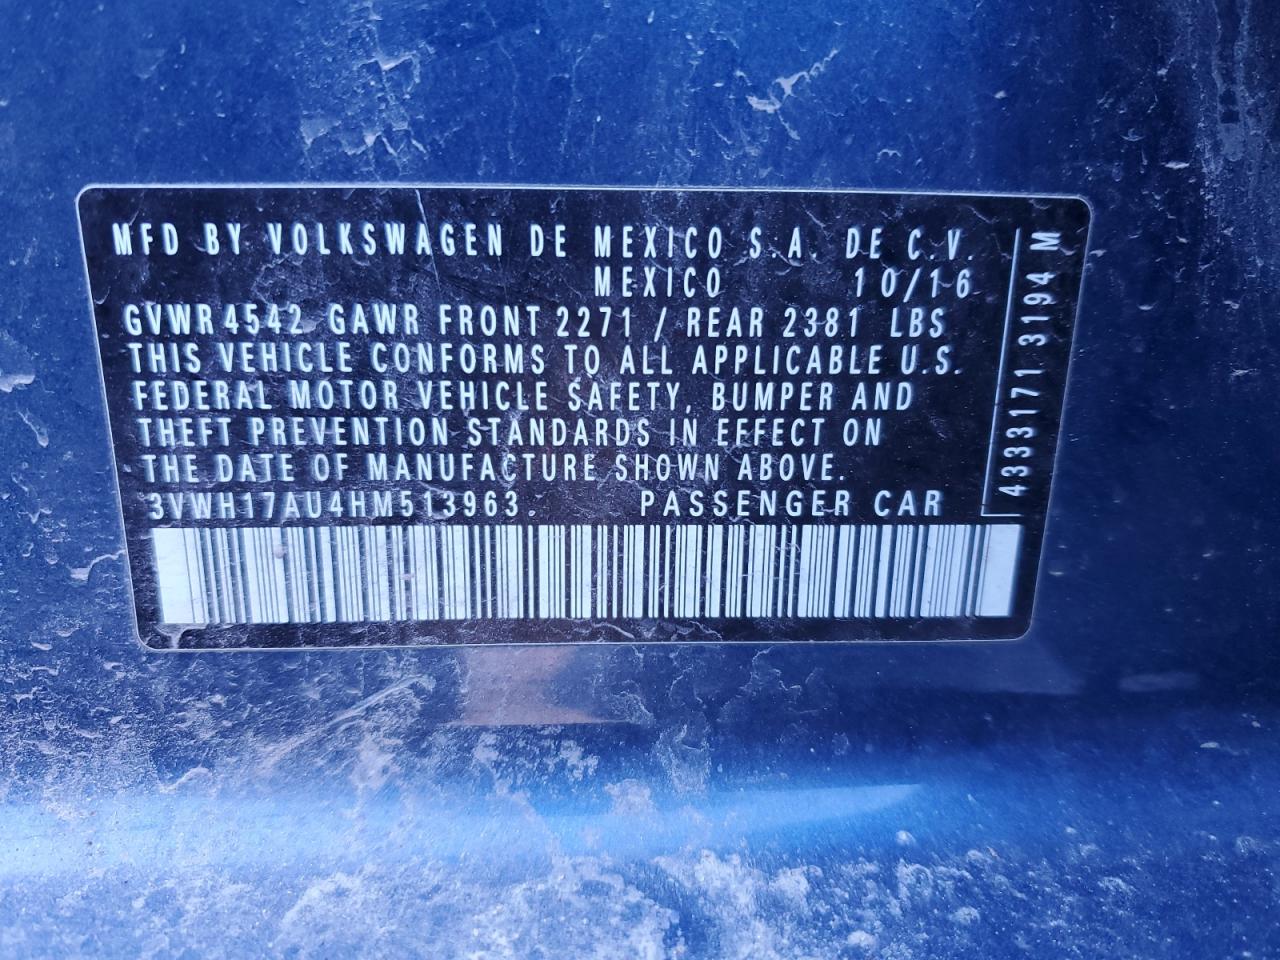 MFD BY VOLKSWAGEN DE MEXICO S.A. DE C.V.
MEXICO 10/16
GVWR 4542 GAWR FRONT 2271 / REAR 2381 LBS
THIS VEHICLE CONFORMS TO ALL APPLICABLE U.S.
FEDERAL MOTOR VEHICLE SAFETY, BUMPER AND
THEFT PREVENTION STANDARDS IN EFFECT ON
THE DATE OF MANUFACTURE SHOWN ABOVE.
3VWH17AU4HM513963. PASSENGER CAR
4333171 3194 M